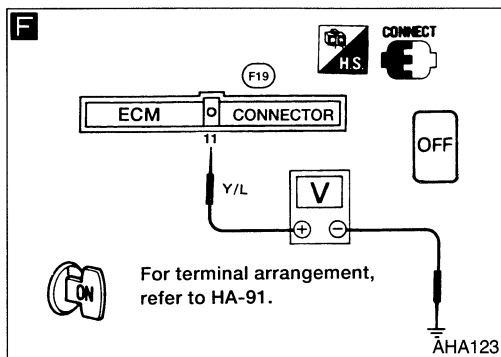 F
H.S.
CONNECT
F19
ECM
CONNECTOR
11
OFF
Y/L
V
+ −
ON
For terminal arrangement,
refer to HA-91.
AHA123